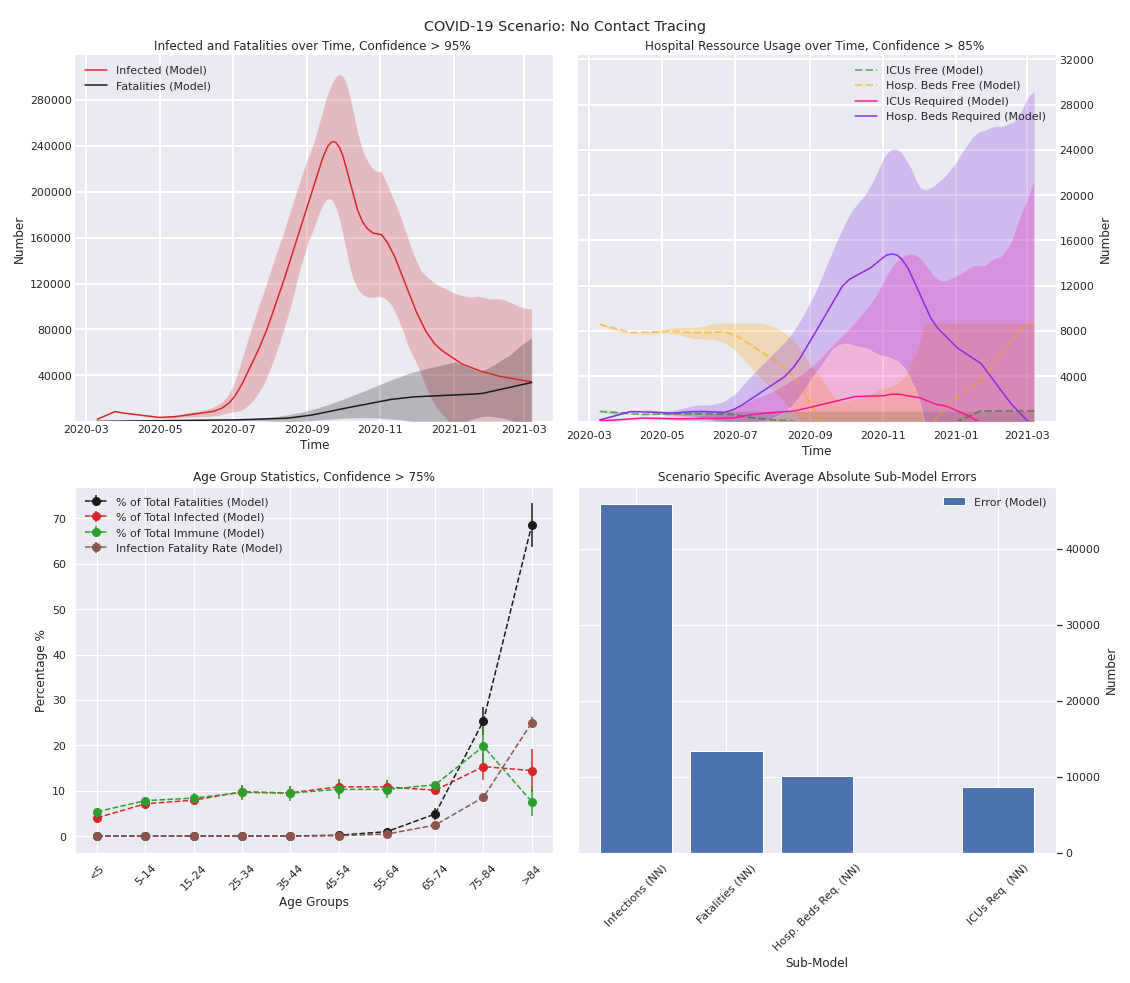 COVID-19 Scenario: No Contact Tracing
Infected and Fatalities over Time, Confidence > 95%
Infected (Model)
Fatalities (Model)
280000
240000
200000
160000
120000
80000
40000
Number
2020-03 2020-05 2020-07 2020-09 2020-11 2021-01 2021-03
Time
Hospital Ressource Usage over Time, Confidence > 85%
ICUs Free (Model)
Hosp. Beds Free (Model)
ICUs Required (Model)
Hosp. Beds Required (Model)
32000
28000
24000
20000
16000
12000
8000
4000
Number
2020-03 2020-05 2020-07 2020-09 2020-11 2021-01 2021-03
Time
Age Group Statistics, Confidence > 75%
% of Total Fatalities (Model)
% of Total Infected (Model)
% of Total Immune (Model)
Infection Fatality Rate (Model)
70
60
50
40
30
20
10
0
Percentage %
<5 5-14 15-24 25-34 35-44 45-54 55-64 65-74 75-84 >84
Age Groups
Scenario Specific Average Absolute Sub-Model Errors
Error (Model)
40000
30000
20000
10000
0
Number
Infections (NN) Fatalities (NN) Hosp. Beds Req. (NN) ICUs Req. (NN)
Sub-Model